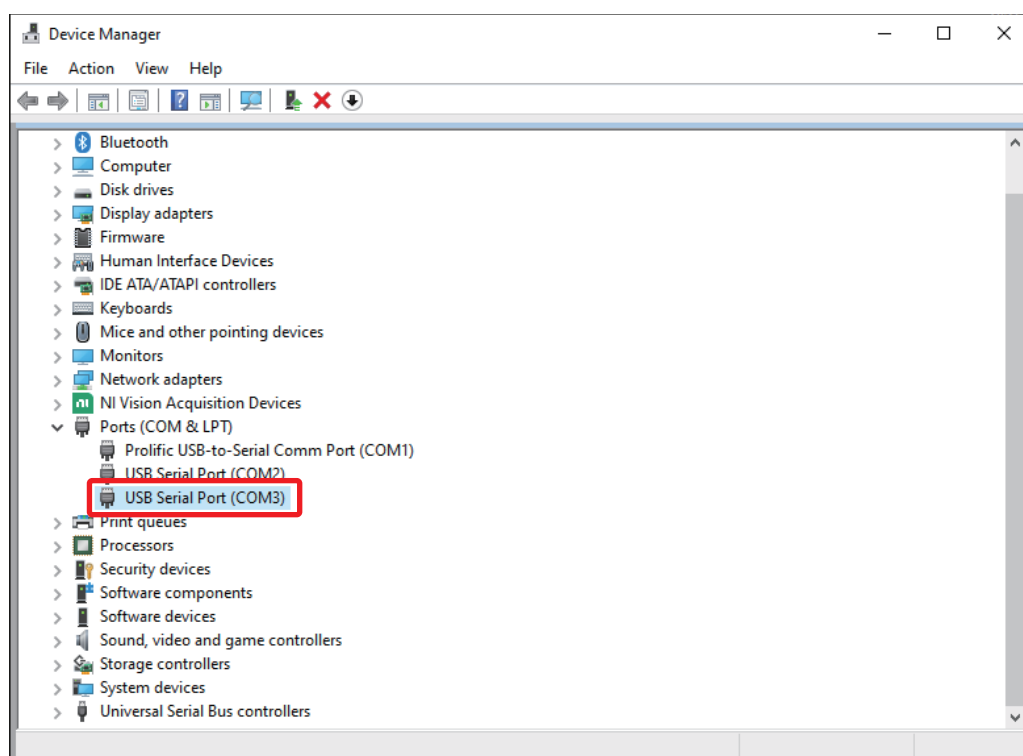 Device Manager
File Action View Help
Bluetooth
Computer
Disk drives
Display adapters
Firmware
Human Interface Devices
IDE ATA/ATAPI controllers
Keyboards
Mice and other pointing devices
Monitors
Network adapters
NI Vision Acquisition Devices
Ports (COM & LPT)
Prolific USB-to-Serial Comm Port (COM1)
USB Serial Port (COM2)
USB Serial Port (COM3)
Print queues
Processors
Security devices
Software components
Software devices
Sound, video and game controllers
Storage controllers
System devices
Universal Serial Bus controllers